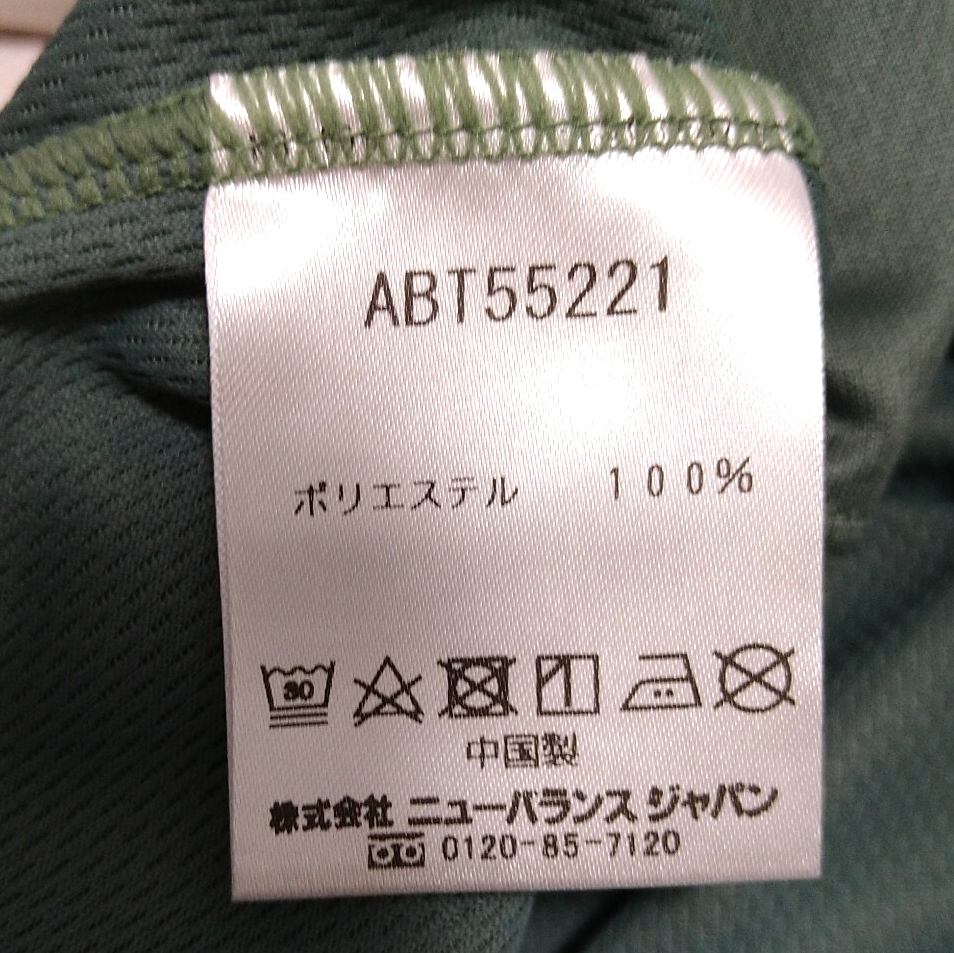 ABT55221
ポリエステル 100%
30
中国製
株式会社 ニューバランス ジャパン
0120-85-7120